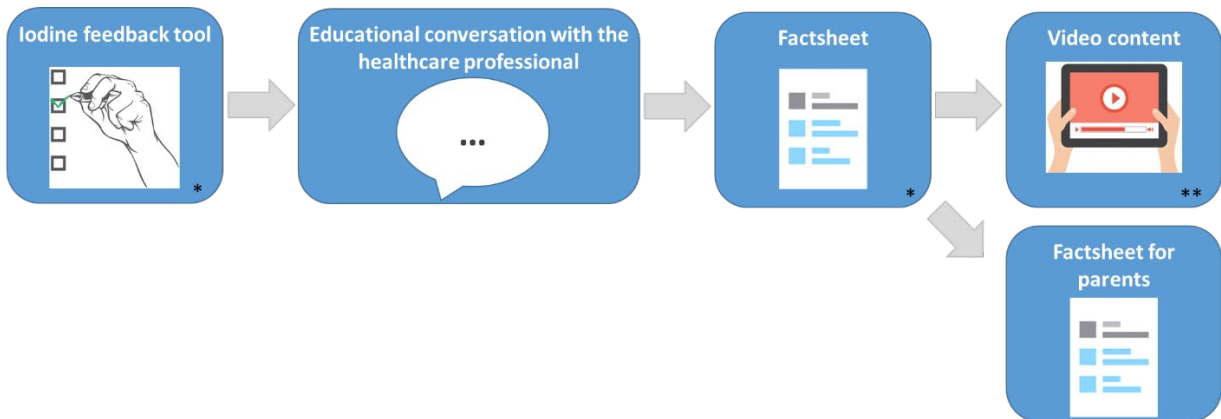 Iodine feedback tool
*
Educational conversation with the
healthcare professional
...
Factsheet
*
Video content
**
Factsheet for
parents